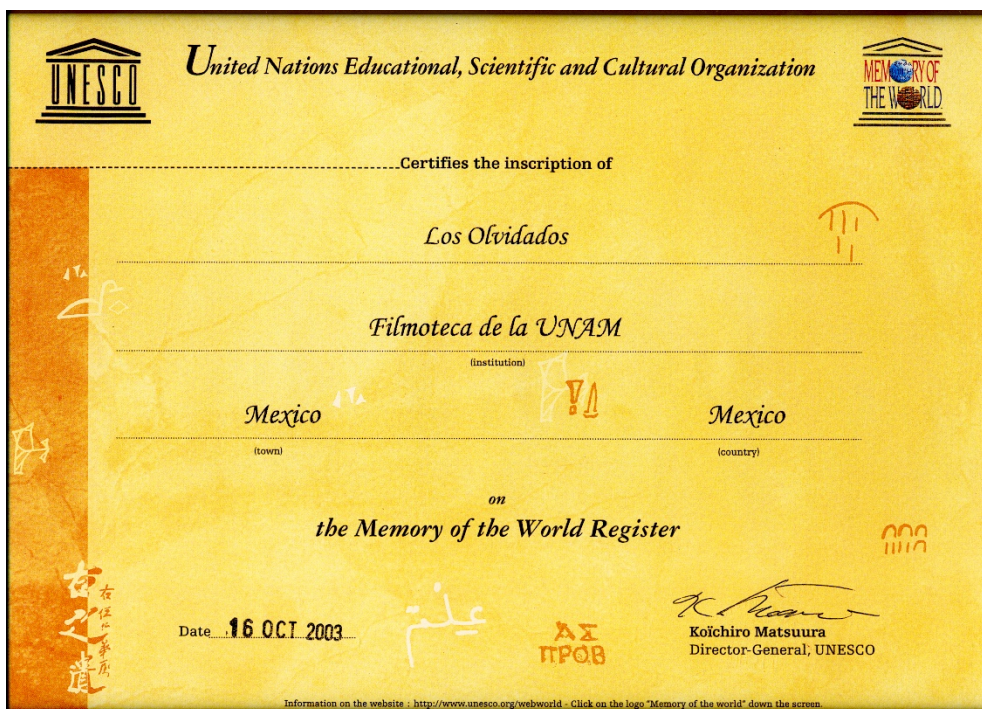 UNESCO
United Nations Educational, Scientific and Cultural Organization
MEMORY OF
THE WORLD
Certifies the inscription of
Los Olvidados
Filmoteca de la UNAM
(institution)
Mexico
Mexico
(town)
(country)
on
the Memory of the World Register
Date 16 OCT 2003
Koïchiro Matsuura
Director-General, UNESCO
ΑΣ
ΠΡΟΒ
Information on the website : http://www.unesco.org/webworld - Click on the logo "Memory of the world" down the screen.